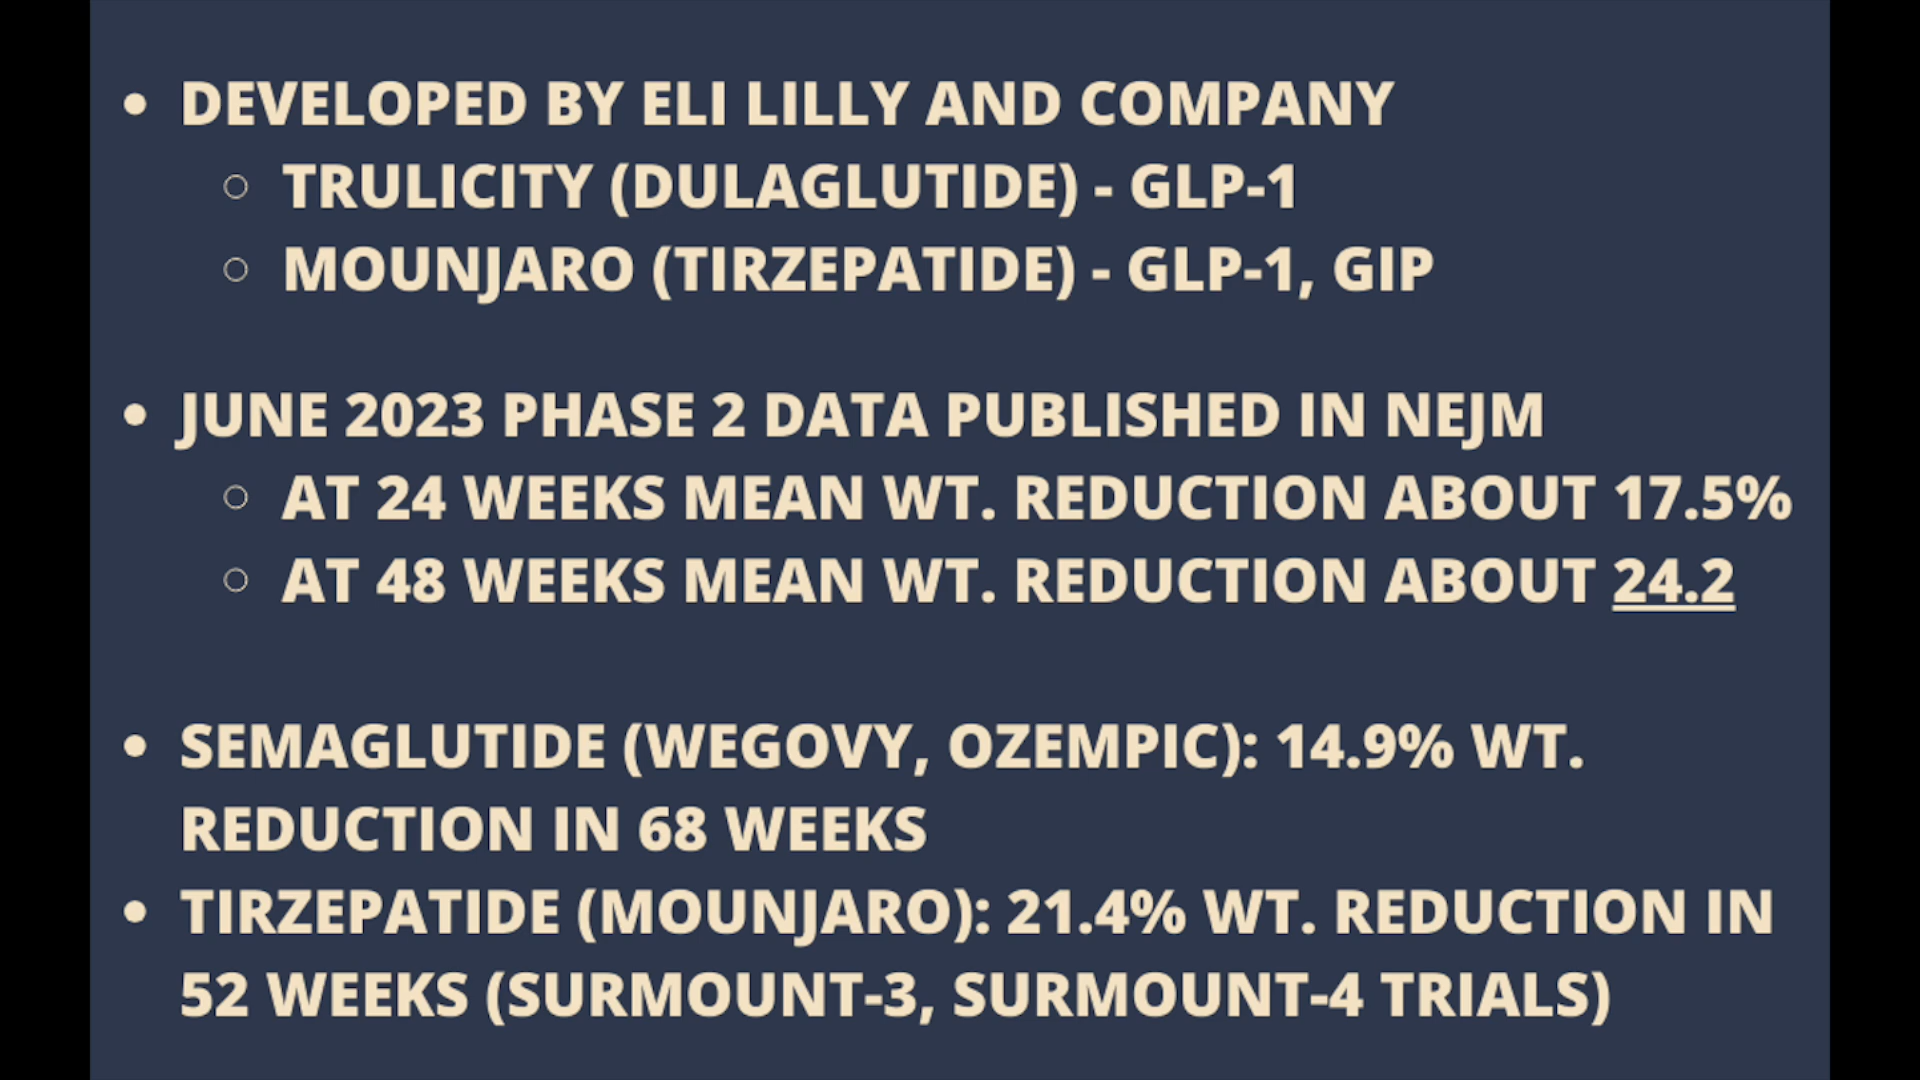 • DEVELOPED BY ELI LILLY AND COMPANY
○ TRULICITY (DULAGLUTIDE) - GLP-1
○ MOUNJARO (TIRZEPATIDE) - GLP-1, GIP
• JUNE 2023 PHASE 2 DATA PUBLISHED IN NEJM
○ AT 24 WEEKS MEAN WT. REDUCTION ABOUT 17.5%
○ AT 48 WEEKS MEAN WT. REDUCTION ABOUT 24.2
• SEMAGLUTIDE (WEGOVY, OZEMPIC): 14.9% WT.
REDUCTION IN 68 WEEKS
• TIRZEPATIDE (MOUNJARO): 21.4% WT. REDUCTION IN
52 WEEKS (SURMOUNT-3, SURMOUNT-4 TRIALS)